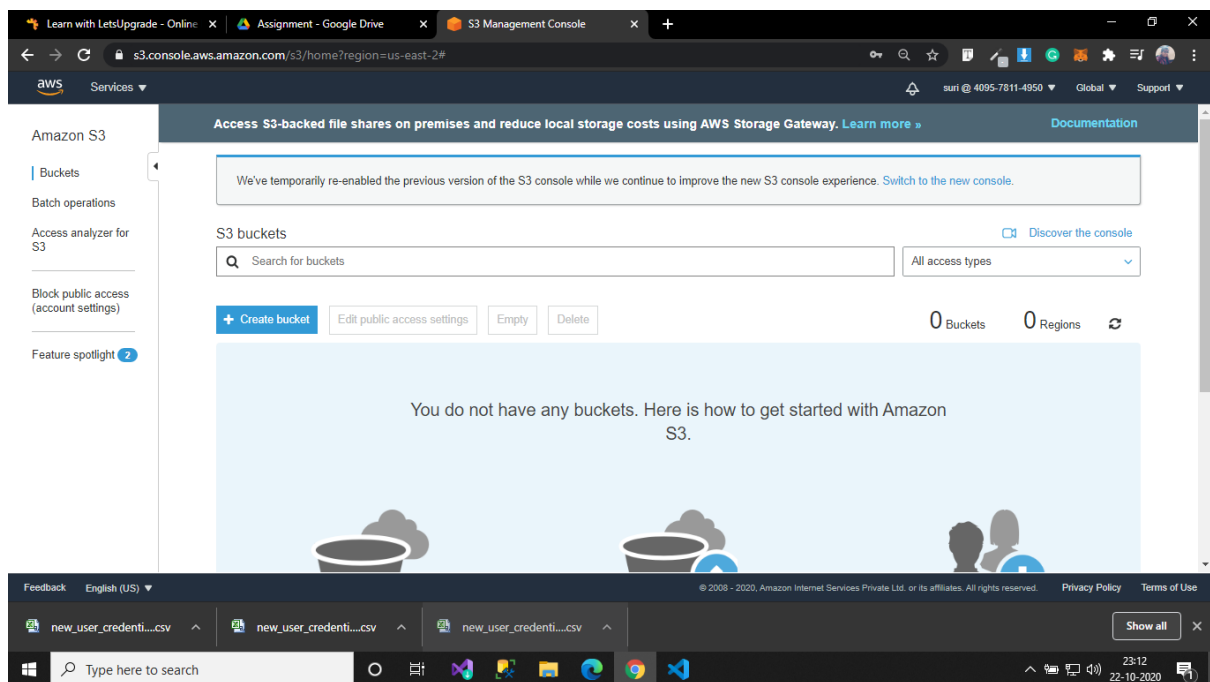 Learn with LetsUpgrade - Online
Assignment - Google Drive
S3 Management Console
s3.console.aws.amazon.com/s3/home?region=us-east-2#
aws
Services
suri @ 4095-7811-4950
Global
Support
Amazon S3
Buckets
Batch operations
Access analyzer for
S3
Block public access
(account settings)
Feature spotlight 2
Access S3-backed file shares on premises and reduce local storage costs using AWS Storage Gateway. Learn more »
Documentation
We've temporarily re-enabled the previous version of the S3 console while we continue to improve the new S3 console experience. Switch to the new console.
S3 buckets
Discover the console
Search for buckets
All access types
+ Create bucket
Edit public access settings
Empty
Delete
0 Buckets
0 Regions
You do not have any buckets. Here is how to get started with Amazon
S3.
Feedback
English (US)
© 2008 - 2020, Amazon Internet Services Private Ltd. or its affiliates. All rights reserved.
Privacy Policy
Terms of Use
new_user_credenti....csv
new_user_credenti....csv
new_user_credenti....csv
Show all
Type here to search
23:12
22-10-2020
1